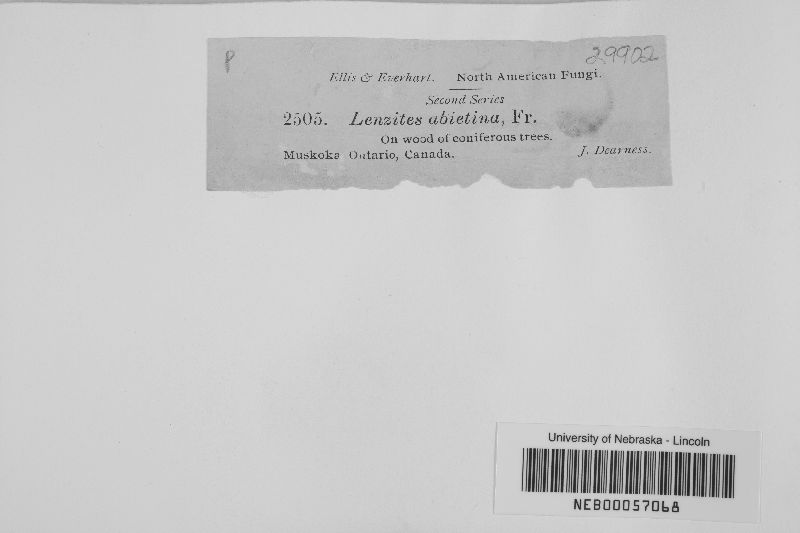 P
29902
Ellis & Everhart. North American Fungi.
Second Series
2505. Lenzites abietina, Fr.
On wood of coniferous trees.
Muskoka Ontario, Canada. J. Dearness.
University of Nebraska - Lincoln
NEB00057068